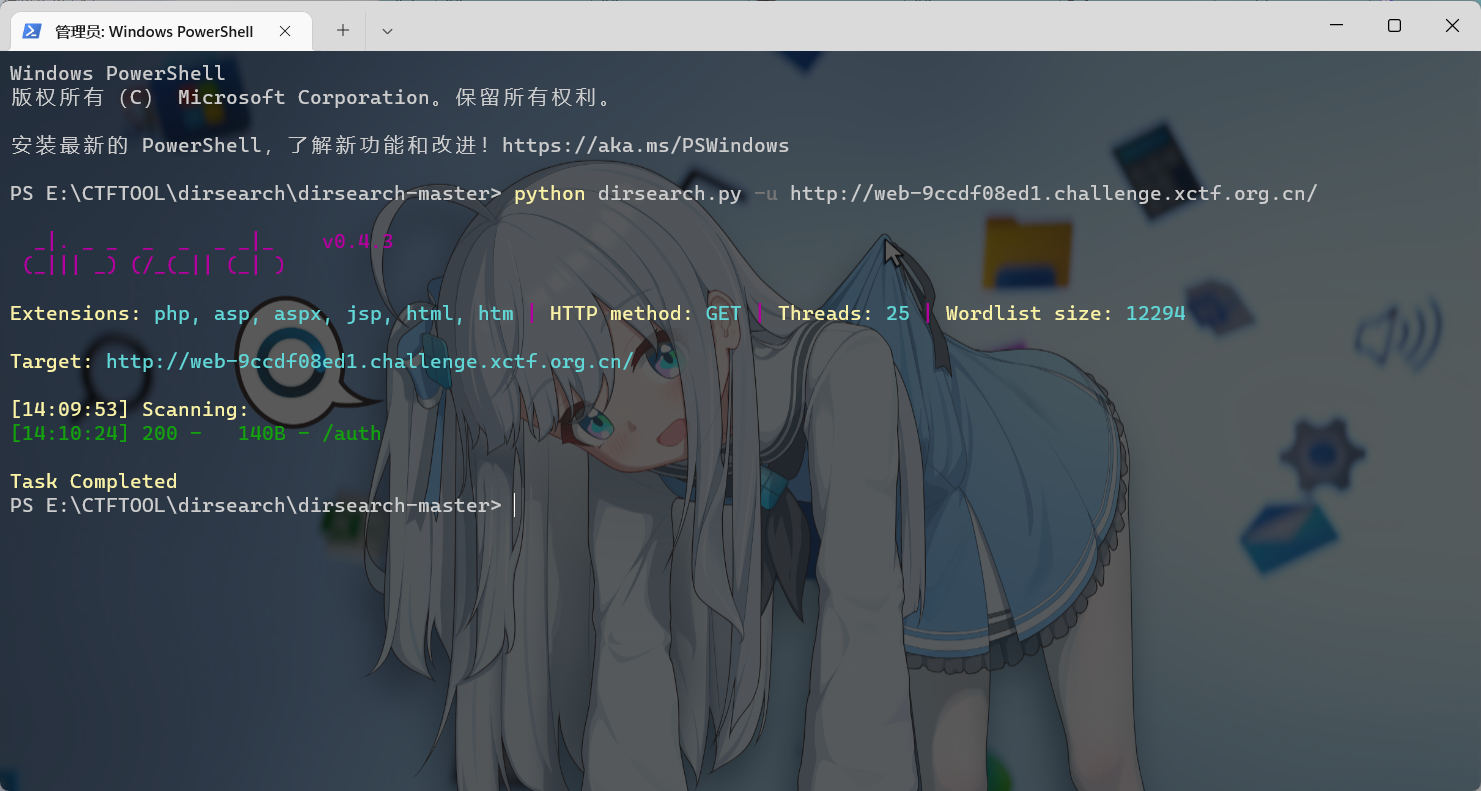 管理员: Windows PowerShell
Windows PowerShell
版权所有 (C)  Microsoft Corporation。保留所有权利。
安装最新的 PowerShell，了解新功能和改进！https://aka.ms/PSWindows
PS E:\CTFTOOL\dirsearch\dirsearch-master> python dirsearch.py -u http://web-9ccdf08ed1.challenge.xctf.org.cn/
  _|. _ _  _  _  _ _|_    v0.4.3
 (_||| _) (/_(_|| (_| )
Extensions: php, asp, aspx, jsp, html, htm | HTTP method: GET | Threads: 25 | Wordlist size: 12294
Target: http://web-9ccdf08ed1.challenge.xctf.org.cn/
[14:09:53] Scanning:
[14:10:24] 200 -   140B - /auth
Task Completed
PS E:\CTFTOOL\dirsearch\dirsearch-master>